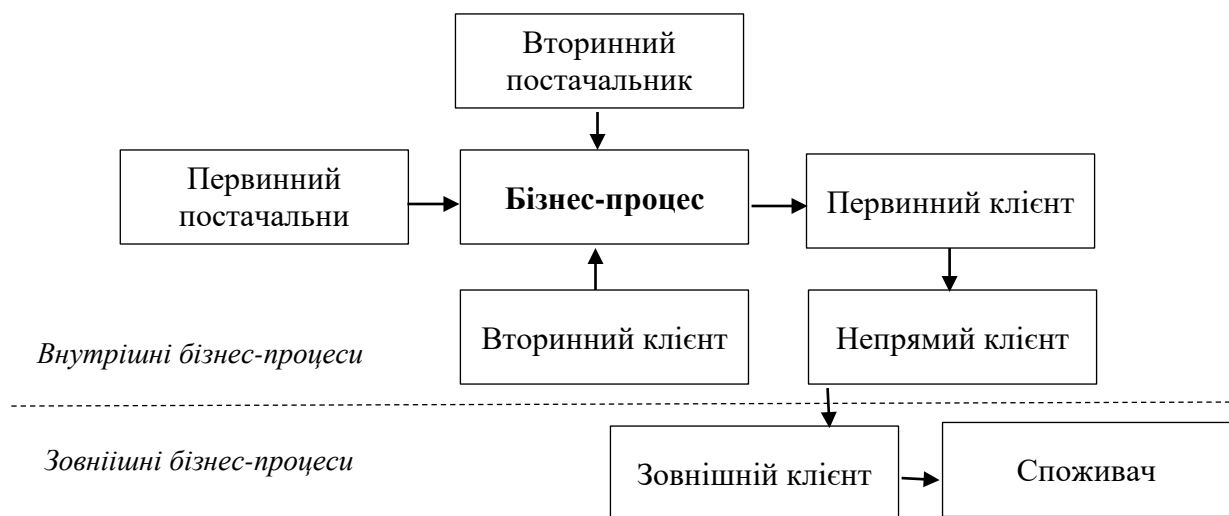 Вторинний
постачальник
Первинний
постачальни
Бізнес-процес
Первинний клієнт
Вторинний клієнт
Непрямий клієнт
Внутрішні бізнес-процеси
Зовніішні бізнес-процеси
Зовнішній клієнт
Споживач